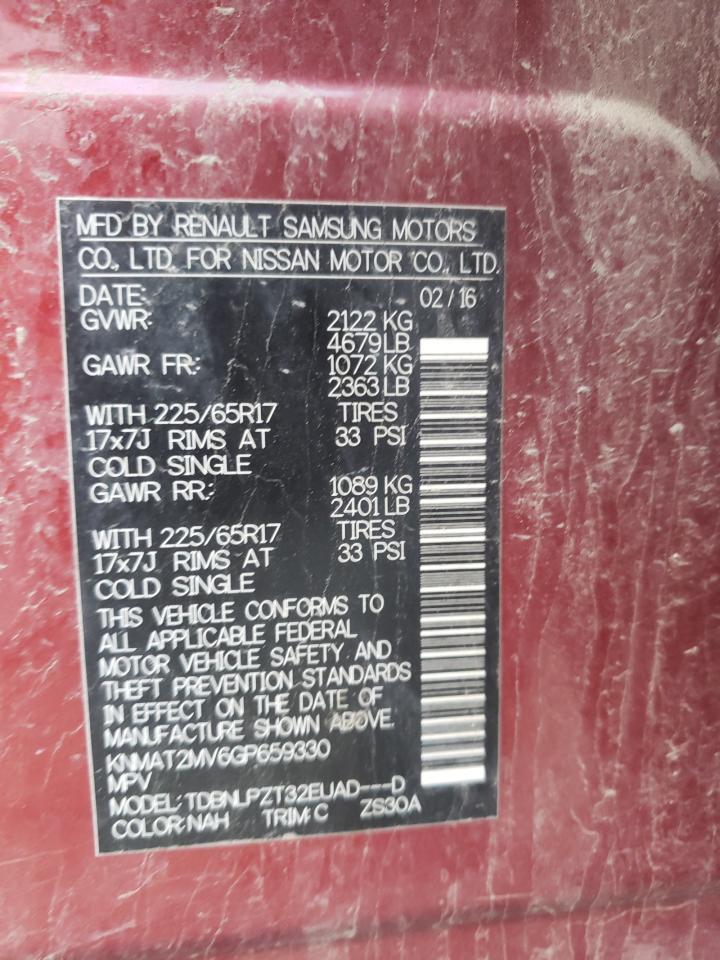 MFD BY RENAULT SAMSUNG MOTORS
CO., LTD. FOR NISSAN MOTOR CO., LTD.
DATE: 02/16
GVWR: 2122 KG
4679LB
GAWR FR: 1072 KG
2363 LB
WITH 225/65R17 TIRES
17x7J RIMS AT 33 PSI
COLD SINGLE
GAWR RR: 1089 KG
2401 LB
WITH 225/65R17 TIRES
17x7J RIMS AT 33 PSI
COLD SINGLE
THIS VEHICLE CONFORMS TO
ALL APPLICABLE FEDERAL
MOTOR VEHICLE SAFETY AND
THEFT PREVENTION STANDARDS
IN EFFECT ON THE DATE OF
MANUFACTURE SHOWN ABOVE.
KNMAT2MV6GP659330
MPV
MODEL: TDBNLPZT32EUAD---D
COLOR: NAH TRIM: C ZS30A